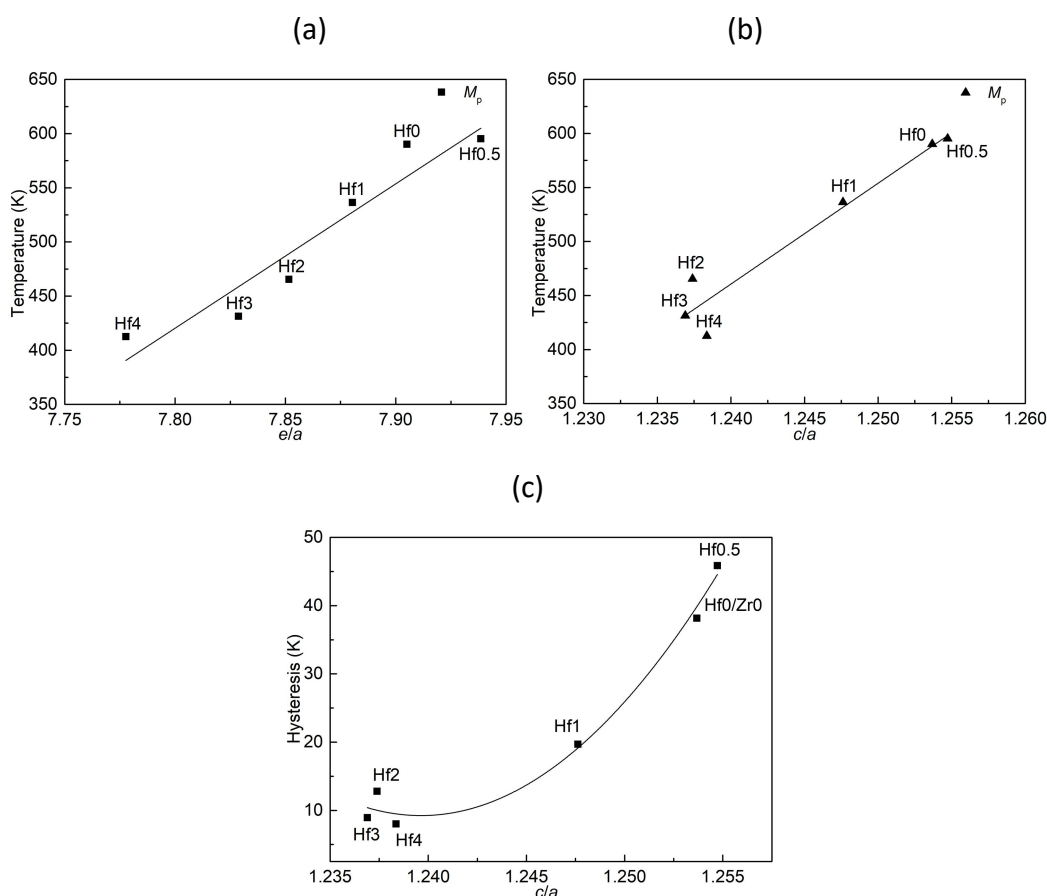 (a)
(b)
650
600
550
500
450
400
350
Temperature (K)
Mp
Hf0
Hf0.5
Hf1
Hf2
Hf3
Hf4
7.75
7.80
7.85
7.90
7.95
e/a
650
600
550
500
450
400
350
Temperature (K)
Mp
Hf0
Hf0.5
Hf1
Hf2
Hf3
Hf4
1.230
1.235
1.240
1.245
1.250
1.255
1.260
c/a
(c)
50
40
30
20
10
Hysteresis (K)
Hf0.5
Hf0/Zr0
Hf1
Hf2
Hf3
Hf4
1.235
1.240
1.245
1.250
1.255
c/a